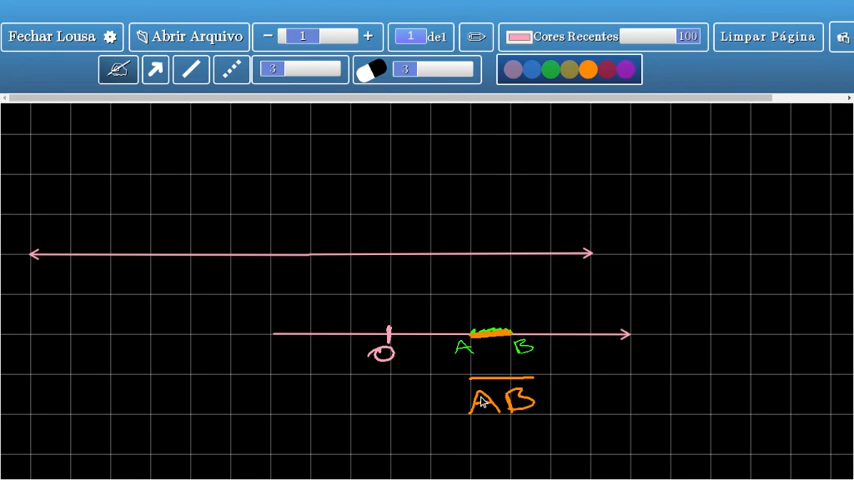 Fechar Lousa Abrir Arquivo − 1 + 1 de1 Cores Recentes 100 Limpar Página
3 3
O A B
AB